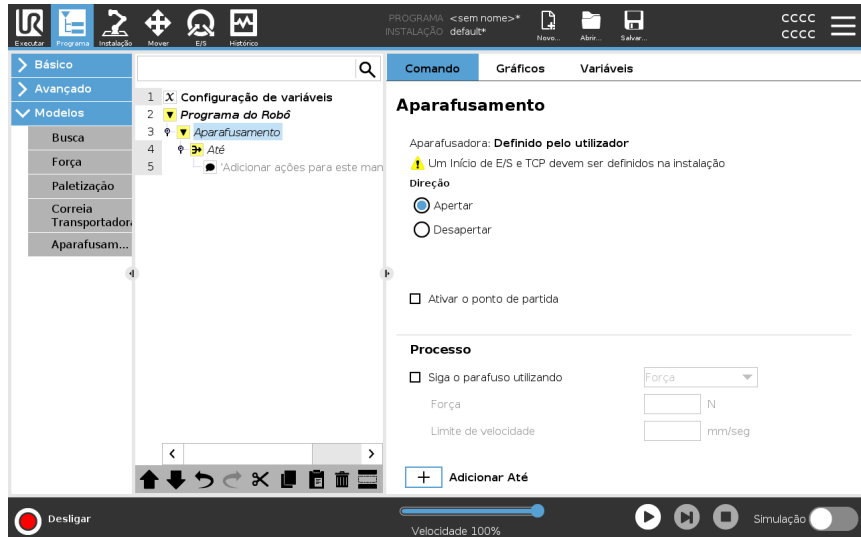 UR
Executar
Programa
Instalação
Mover
E/S
Histórico
PROGRAMA <sem nome>*
INSTALAÇÃO default*
Novo...
Abrir...
Salvar...
cccc
cccc
Básico
Avançado
Modelos
Busca
Força
Paletização
Correia
Transportadora
Aparafusam...
1 X Configuração de variáveis
2 Programa do Robô
3 Aparafusamento
4 Até
5 'Adicionar ações para este man
Comando Gráficos Variáveis
Aparafusamento
Aparafusadora: Definido pelo utilizador
Um Início de E/S e TCP devem ser definidos na instalação
Direção
Apertar
Desapertar
Ativar o ponto de partida
Processo
Siga o parafuso utilizando Força
Força N
Limite de velocidade mm/seg
+ Adicionar Até
Desligar
Velocidade 100%
Simulação